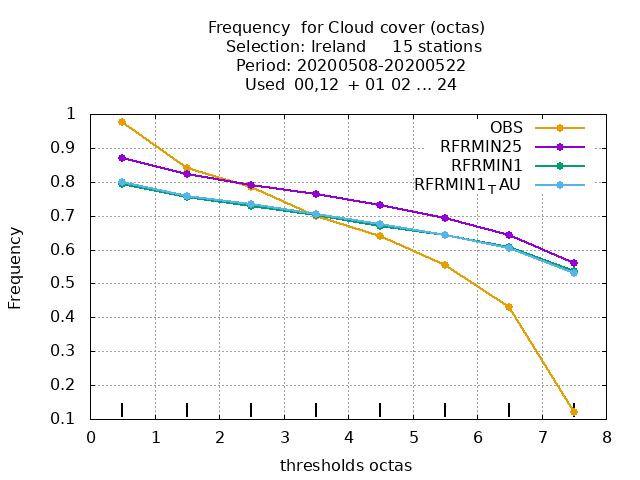 Frequency  for Cloud cover (octas)
Selection: Ireland     15 stations
Period: 20200508-20200522
Used  00,12  + 01 02 ... 24
OBS
RFRMIN25
RFRMIN1
RFRMIN1TAU
1
0.9
0.8
0.7
0.6
0.5
0.4
0.3
0.2
0.1
Frequency
0 1 2 3 4 5 6 7 8
thresholds octas